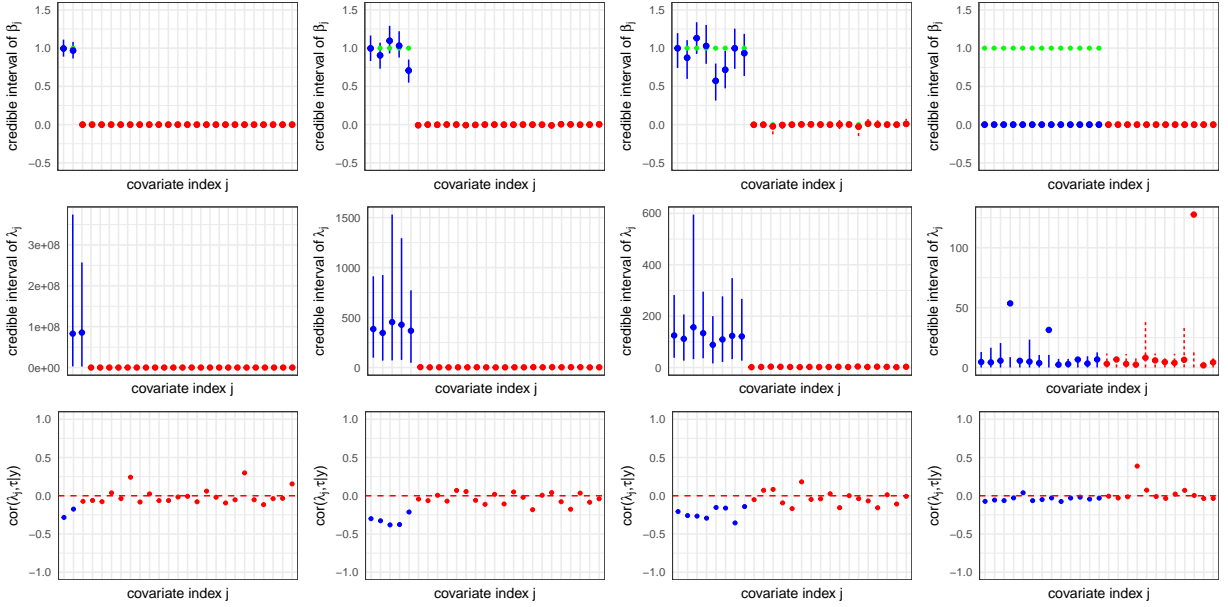 credible interval of βj
1.5
1.0
0.5
0.0
−0.5
covariate index j
credible interval of βj
1.5
1.0
0.5
0.0
−0.5
covariate index j
credible interval of βj
1.5
1.0
0.5
0.0
−0.5
covariate index j
credible interval of βj
1.5
1.0
0.5
0.0
−0.5
covariate index j
credible interval of λj
3e+08
2e+08
1e+08
0e+00
covariate index j
credible interval of λj
1500
1000
500
0
covariate index j
credible interval of λj
600
400
200
0
covariate index j
credible interval of λj
100
50
0
covariate index j
cor(λj,τ|y)
1.0
0.5
0.0
−0.5
−1.0
covariate index j
cor(λj,τ|y)
1.0
0.5
0.0
−0.5
−1.0
covariate index j
cor(λj,τ|y)
1.0
0.5
0.0
−0.5
−1.0
covariate index j
cor(λj,τ|y)
1.0
0.5
0.0
−0.5
−1.0
covariate index j